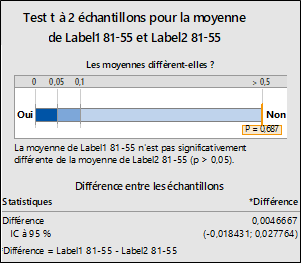 Test t à 2 échantillons pour la moyenne
de Label1 81-55 et Label2 81-55
Les moyennes diffèrent-elles ?
0 0,05 0,1 > 0,5
Oui Non
P = 0,687
La moyenne de Label1 81-55 n'est pas significativement
différente de la moyenne de Label2 81-55 (p > 0,05).
Différence entre les échantillons
Statistiques *Différence
Différence 0,0046667
IC à 95 % (-0,018431; 0,027764)
*Différence = Label1 81-55 - Label2 81-55